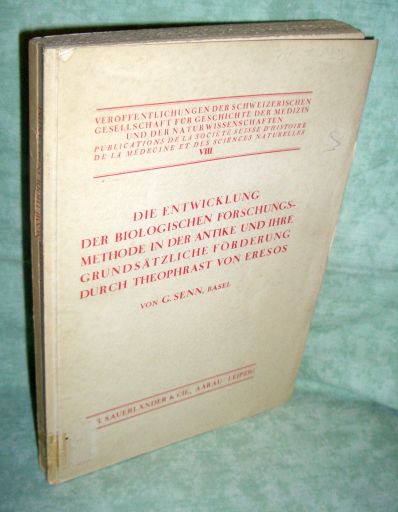 VERÖFFENTLICHUNGEN DER SCHWEIZERISCHEN
GESELLSCHAFT FÜR GESCHICHTE DER MEDIZIN
UND DER NATURWISSENSCHAFTEN
PUBLICATIONS DE LA SOCIÉTÉ SUISSE D'HISTOIRE
DE LA MÉDECINE ET DES SCIENCES NATURELLES
VIII
DIE ENTWICKLUNG
DER BIOLOGISCHEN FORSCHUNGS-
METHODE IN DER ANTIKE UND IHRE
GRUNDSÄTZLICHE FÖRDERUNG
DURCH THEOPHRAST VON ERESOS
VON G. SENN, BASEL
SAUERLÄNDER & CIE., AARAU · LEIPZIG